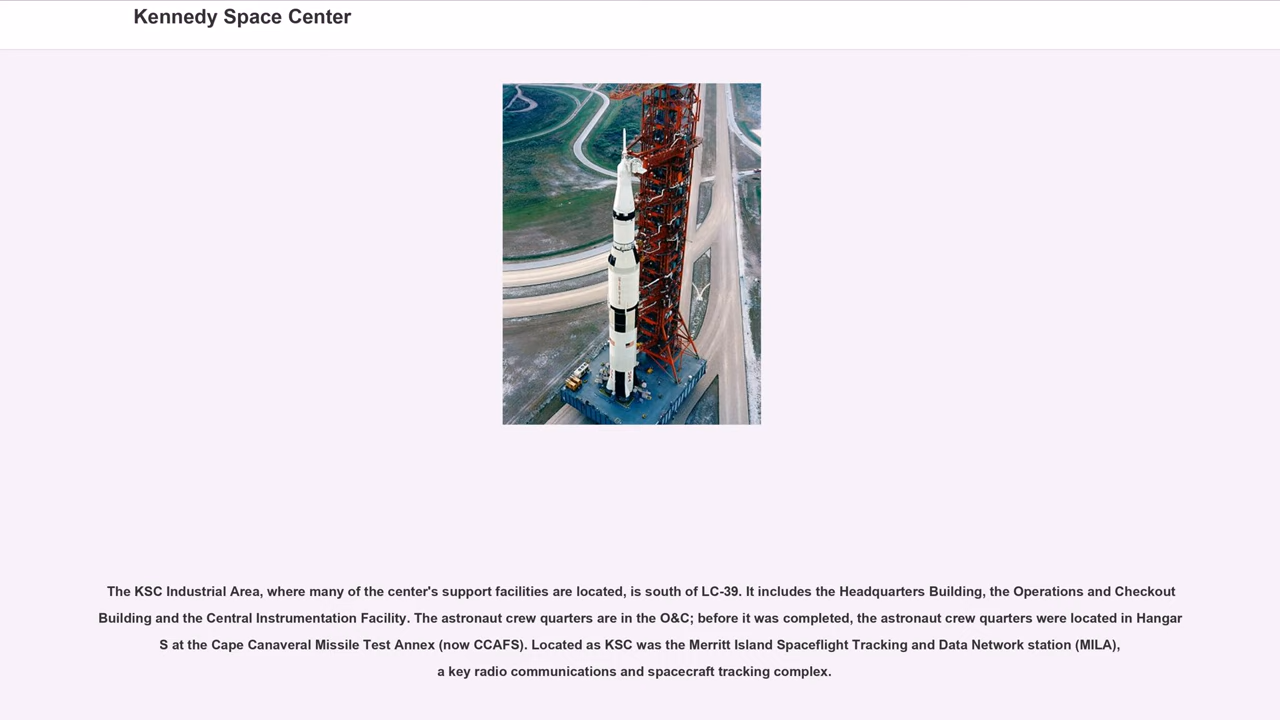 Kennedy Space Center
The KSC Industrial Area, where many of the center's support facilities are located, is south of LC-39. It includes the Headquarters Building, the Operations and Checkout
Building and the Central Instrumentation Facility. The astronaut crew quarters are in the O&C; before it was completed, the astronaut crew quarters were located in Hangar
S at the Cape Canaveral Missile Test Annex (now CCAFS). Located as KSC was the Merritt Island Spaceflight Tracking and Data Network station (MILA),
a key radio communications and spacecraft tracking complex.